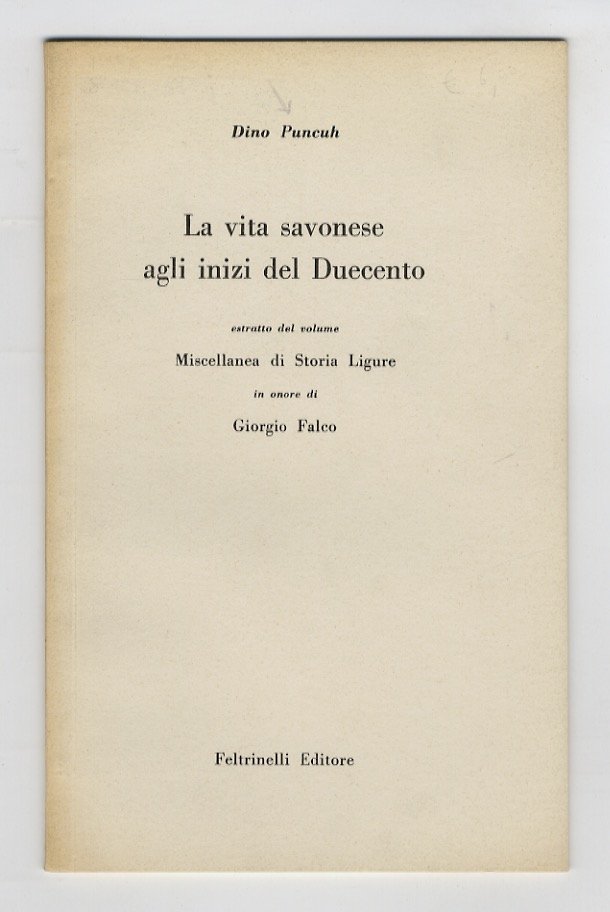 Dino Puncuh
La vita savonese
agli inizi del Duecento
estratto del volume
Miscellanea di Storia Ligure
in onore di
Giorgio Falco
Feltrinelli Editore